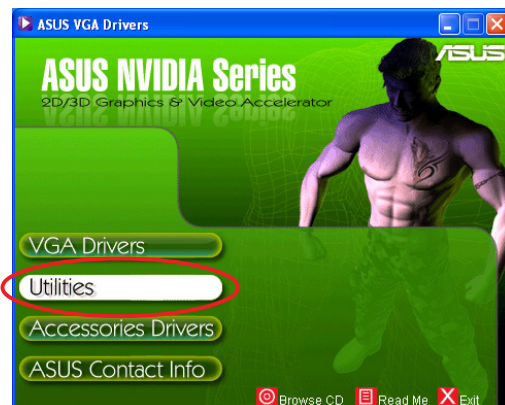 ASUS VGA Drivers
ASUS
ASUS NVIDIA Series
2D/3D Graphics & Video Accelerator
VGA Drivers
Utilities
Accessories Drivers
ASUS Contact Info
Browse CD Read Me Exit